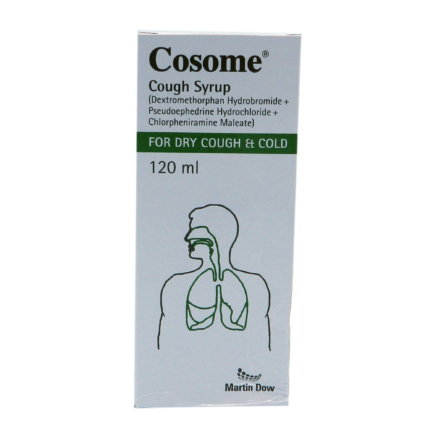 Cosome®
Cough Syrup
(Dextromethorphan Hydrobromide +
Pseudoephedrine Hydrochloride +
Chlorpheniramine Maleate)
FOR DRY COUGH & COLD
120 ml
Martin Dow